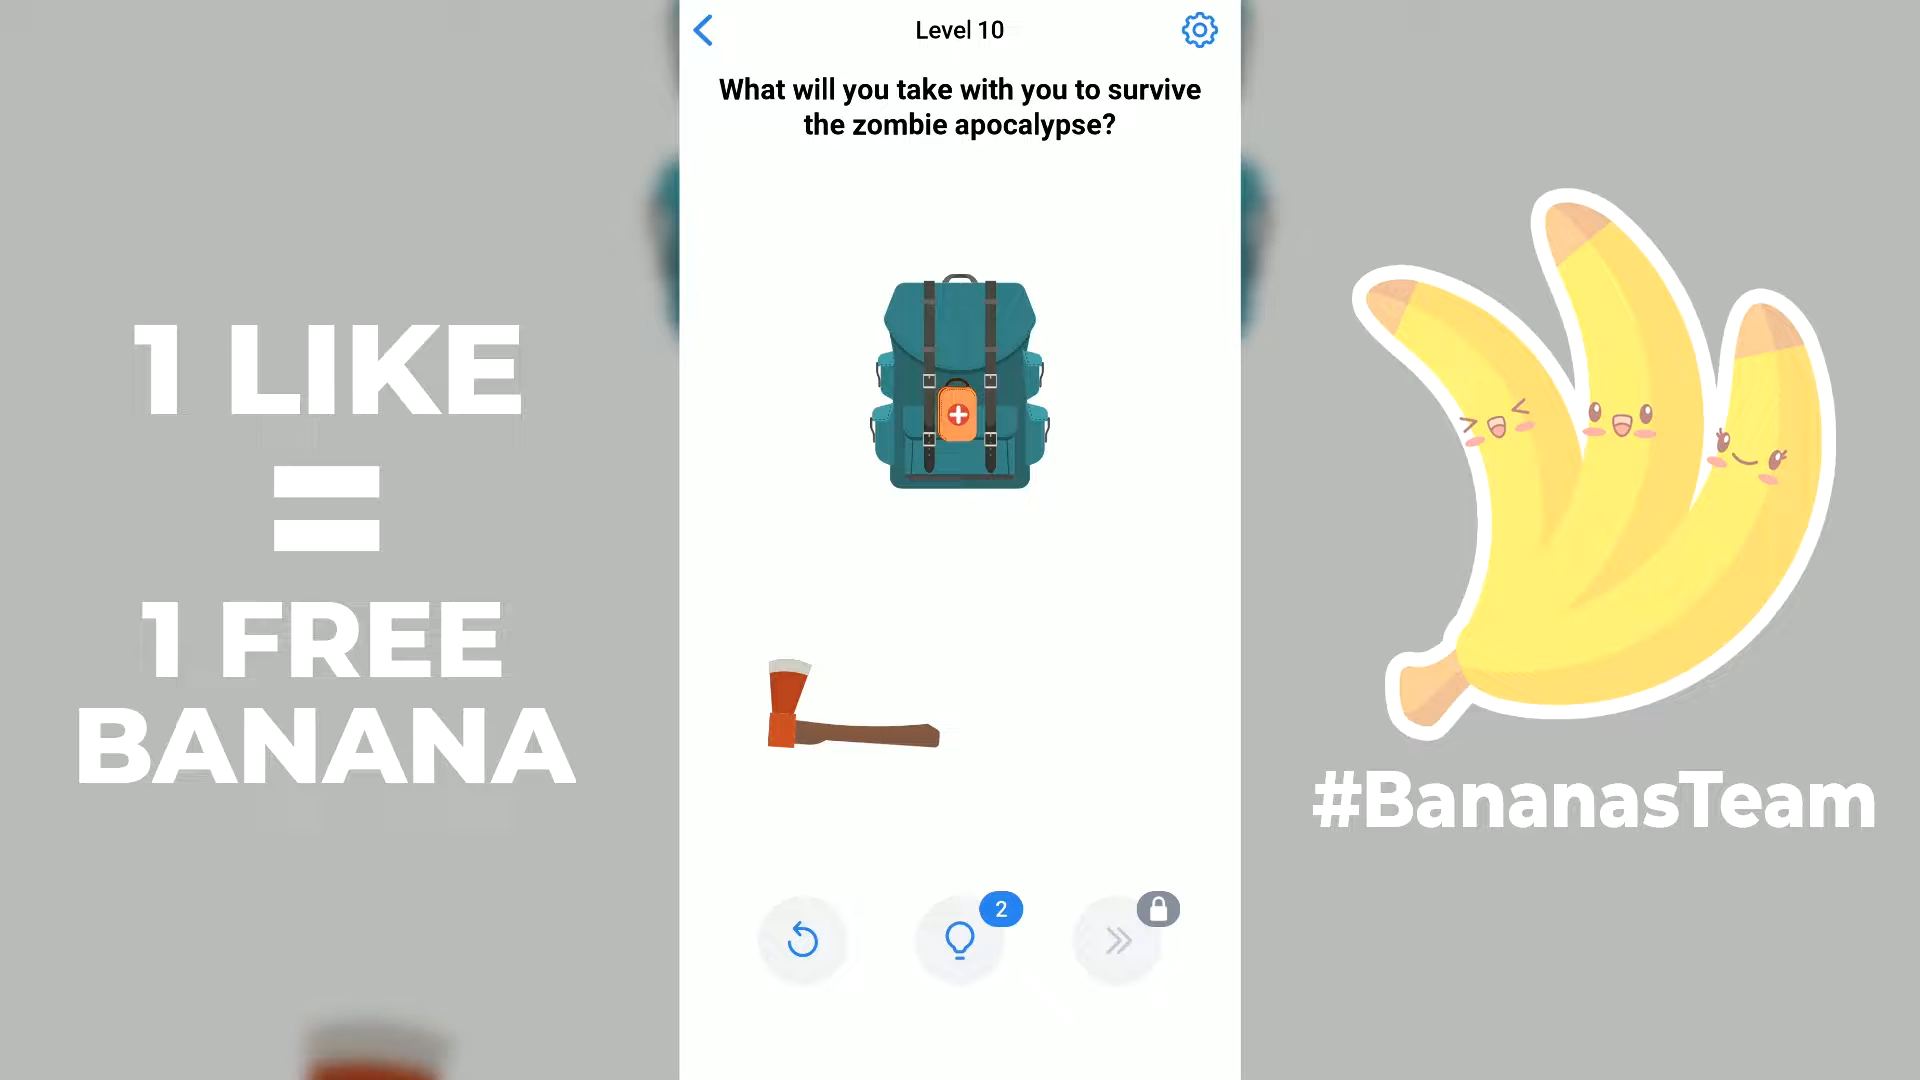 Level 10
What will you take with you to survive
the zombie apocalypse?
1 LIKE
=
1 FREE
BANANA
#BananasTeam
2